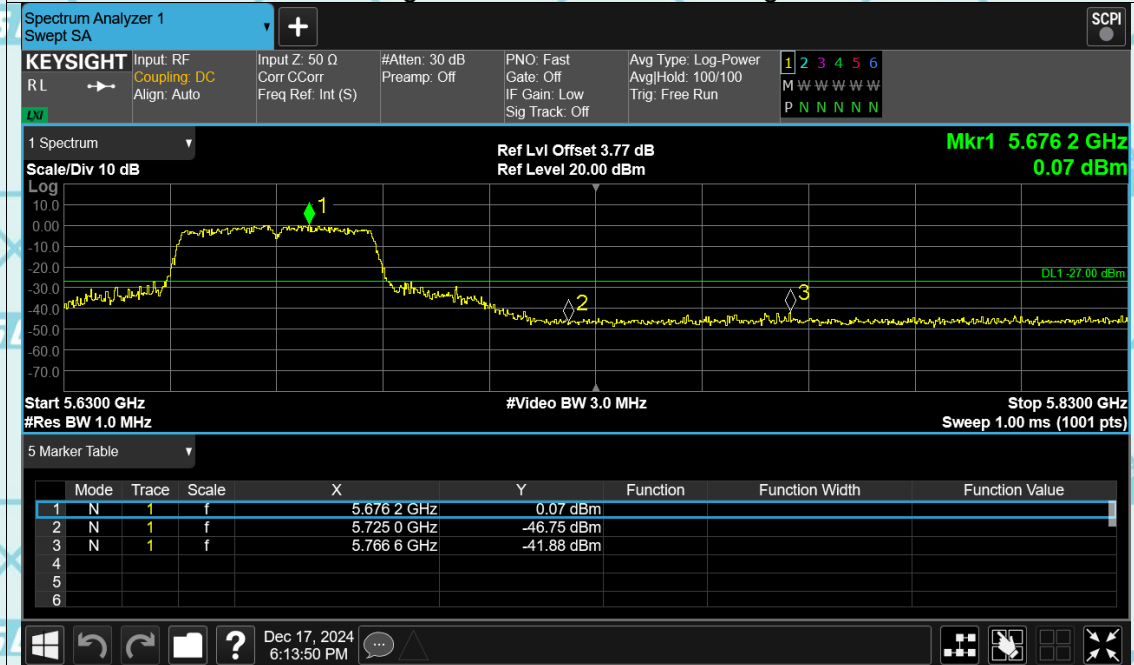 Spectrum Analyzer 1
Swept SA
+
SCPI
KEYSIGHT
R L
LXI
Input: RF
Coupling: DC
Align: Auto
Input Z: 50 Ω
Corr CCorr
Freq Ref: Int (S)
#Atten: 30 dB
Preamp: Off
PNO: Fast
Gate: Off
IF Gain: Low
Sig Track: Off
Avg Type: Log-Power
Avg|Hold: 100/100
Trig: Free Run
1 2 3 4 5 6
M W W W W W
P N N N N N
1 Spectrum
Scale/Div 10 dB
Ref Lvl Offset 3.77 dB
Ref Level 20.00 dBm
Mkr1 5.676 2 GHz
0.07 dBm
Log
10.0
0.00
-10.0
-20.0
-30.0
-40.0
-50.0
-60.0
-70.0
1
2
3
DL1 -27.00 dBm
Start 5.6300 GHz
#Video BW 3.0 MHz
Stop 5.8300 GHz
#Res BW 1.0 MHz
Sweep 1.00 ms (1001 pts)
5 Marker Table
Mode Trace Scale X Y Function Function Width Function Value
1 N 1 f 5.676 2 GHz 0.07 dBm
2 N 1 f 5.725 0 GHz -46.75 dBm
3 N 1 f 5.766 6 GHz -41.88 dBm
4
5
6
?
Dec 17, 2024
6:13:50 PM